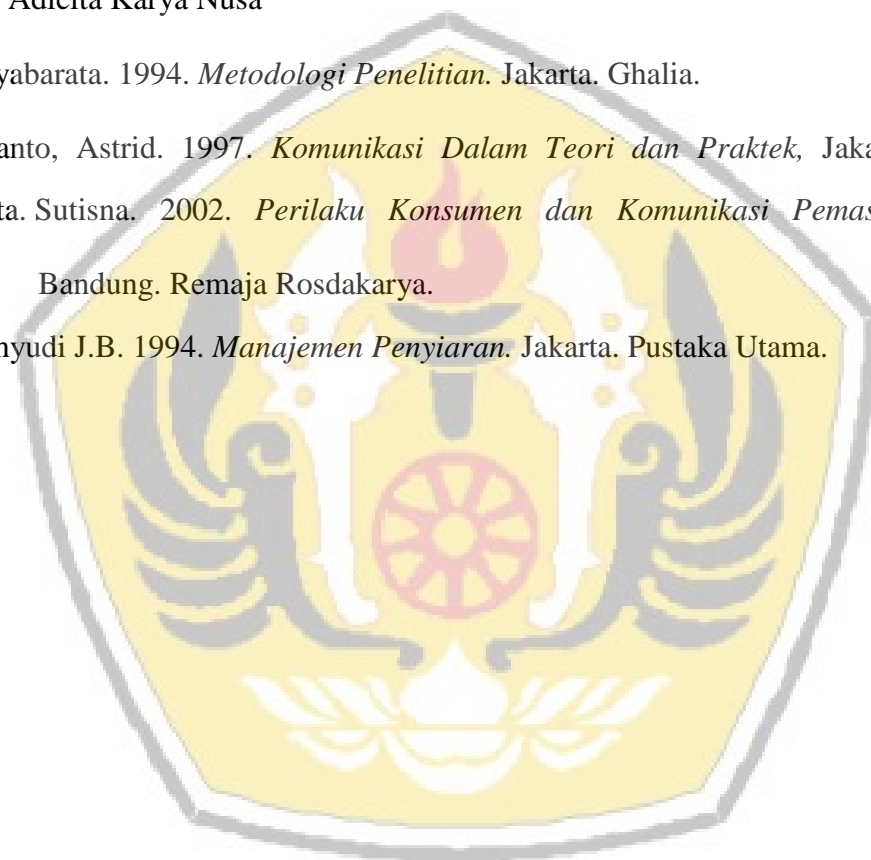 Adicita Karya Nusa
yabarata. 1994. Metodologi Penelitian. Jakarta. Ghalia.
anto, Astrid. 1997. Komunikasi Dalam Teori dan Praktek, Jaka
ta. Sutisna. 2002. Perilaku Konsumen dan Komunikasi Pemas
Bandung. Remaja Rosdakarya.
yudi J.B. 1994. Manajemen Penyiaran. Jakarta. Pustaka Utama.